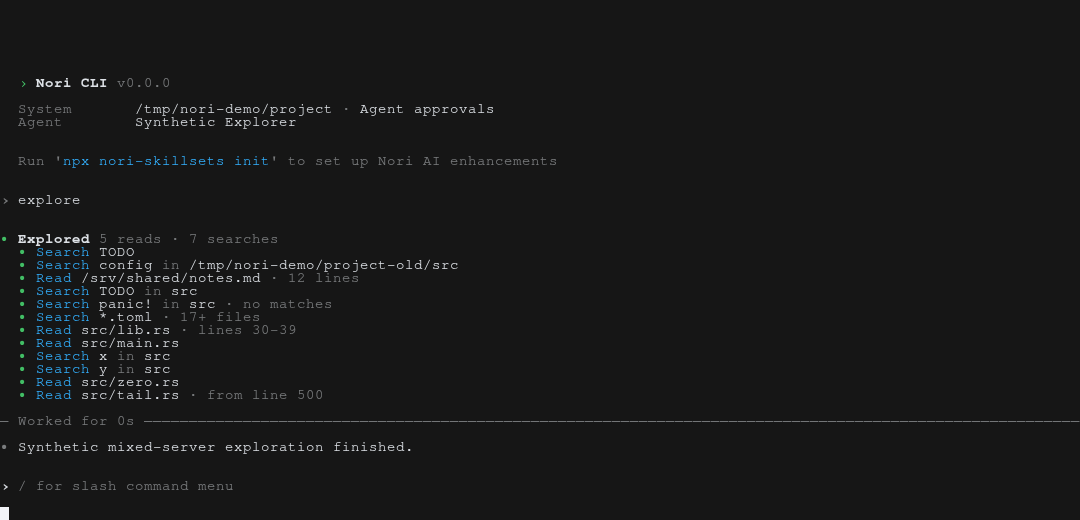 › Nori CLI v0.0.0
System /tmp/nori-demo/project · Agent approvals
Agent Synthetic Explorer
Run 'npx nori-skillsets init' to set up Nori AI enhancements
› explore
• Explored 5 reads · 7 searches
• Search TODO
• Search config in /tmp/nori-demo/project-old/src
• Read /srv/shared/notes.md · 12 lines
• Search TODO in src
• Search panic! in src · no matches
• Search *.toml · 17+ files
• Read src/lib.rs · lines 30-39
• Read src/main.rs
• Search x in src
• Search y in src
• Read src/zero.rs
• Read src/tail.rs · from line 500
─ Worked for 0s ─
• Synthetic mixed-server exploration finished.
› / for slash command menu